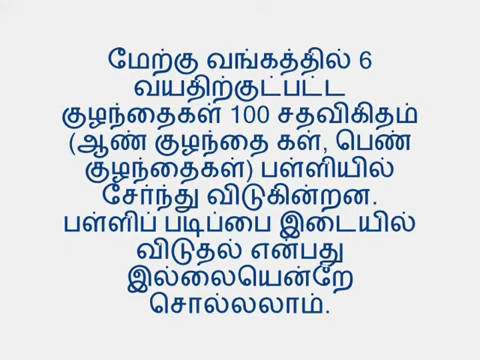 மேற்கு வங்கத்தில் 6
வயதிற்குட்பட்ட
குழந்தைகள் 100 சதவிகிதம்
(ஆண் குழந்தை கள், பெண்
குழந்தைகள்) பள்ளியில்
சேர்ந்து விடுகின்றன.
பள்ளிப் படிப்பை இடையில்
விடுதல் என்பது
இல்லையென்றே
சொல்லலாம்.